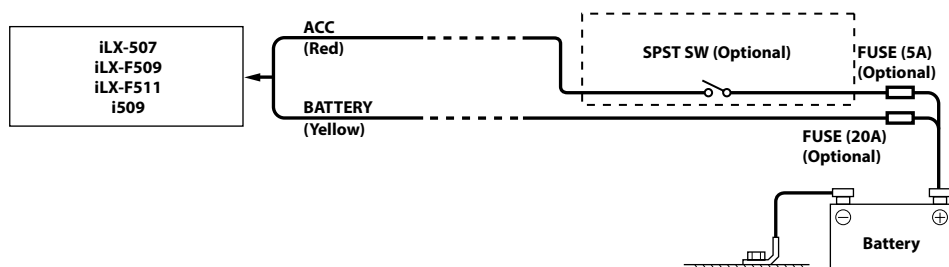 iLX-507
iLX-F509
iLX-F511
i509
ACC
(Red)
BATTERY
(Yellow)
SPST SW (Optional)
FUSE (5A)
(Optional)
FUSE (20A)
(Optional)
Battery